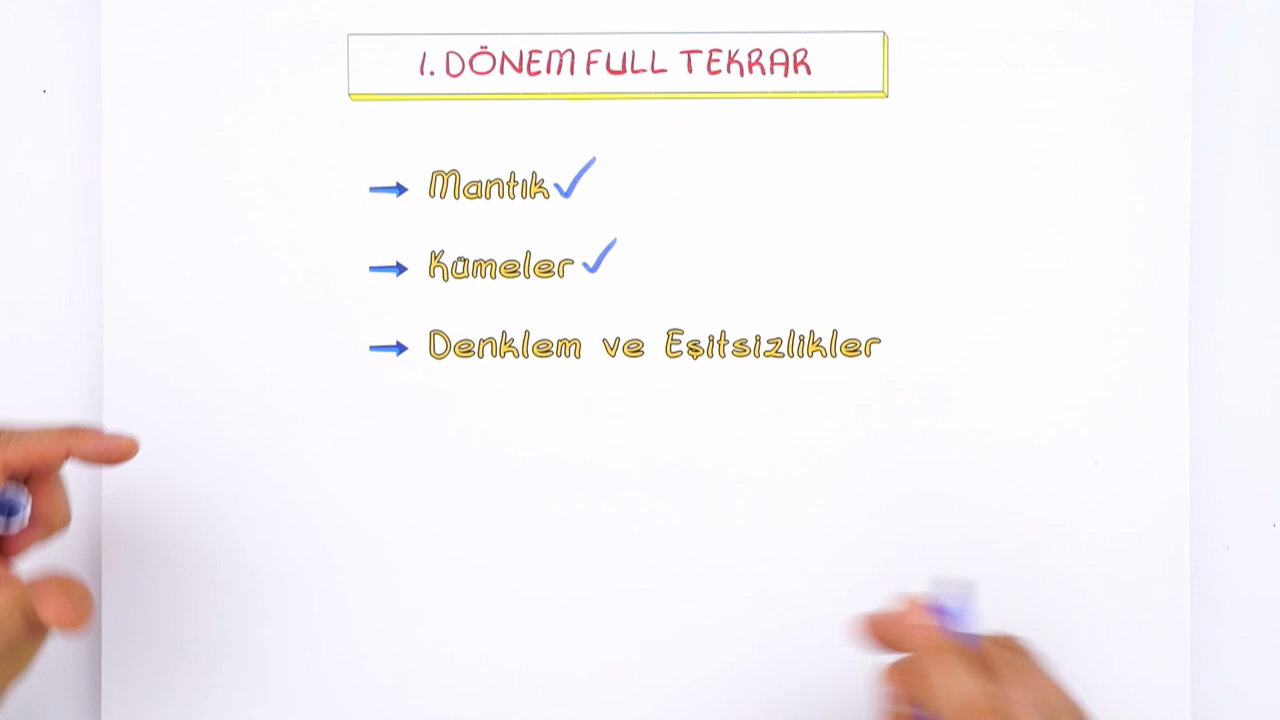 1. DÖNEM FULL TEKRAR
→ Mantık ✓
→ Kümeler ✓
→ Denklem ve Eşitsizlikler